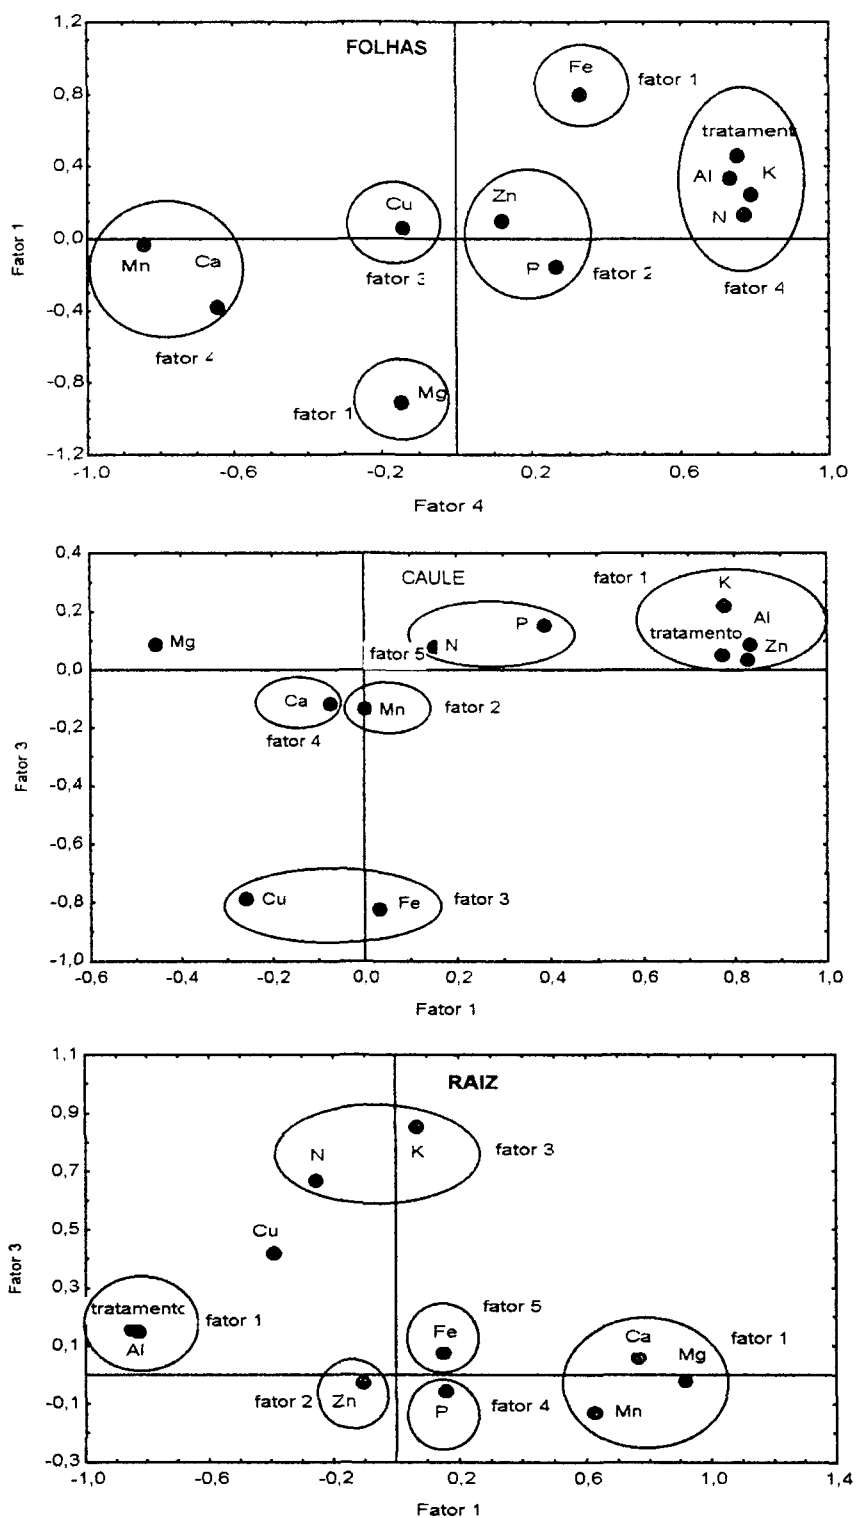 1,2
FOLHAS
Fe
fator 1
0,8
tratament
0,4
Al
K
Zn
Cu
N
0,0
Mn
Ca
P
fator 3
fator 2
fator 4
-0,4
fator 4
-0,8
Mg
fator 1
-1,2
-1,0
-0,6
-0,2
0,2
0,6
1,0
Fator 1
Fator 4
0,4
CAULE
fator 1
K
0,2
P
Al
Mg
fator 5
N
tratamento
Zn
0,0
Ca
Mn
fator 2
-0,2
fator 4
-0,4
-0,6
-0,8
Cu
Fe
fator 3
-1,0
-0,6
-0,4
-0,2
0,0
0,2
0,4
0,6
0,8
1,0
Fator 3
Fator 1
1,1
RAIZ
0,9
N
K
fator 3
0,7
Cu
0,5
0,3
tratamento
fator 1
fator 5
Fe
Ca
fator 1
0,1
Al
Mg
fator 2
Zn
P
fator 4
Mn
-0,1
-0,3
-1,0
-0,6
-0,2
0,2
0,6
1,0
1,4
Fator 3
Fator 1